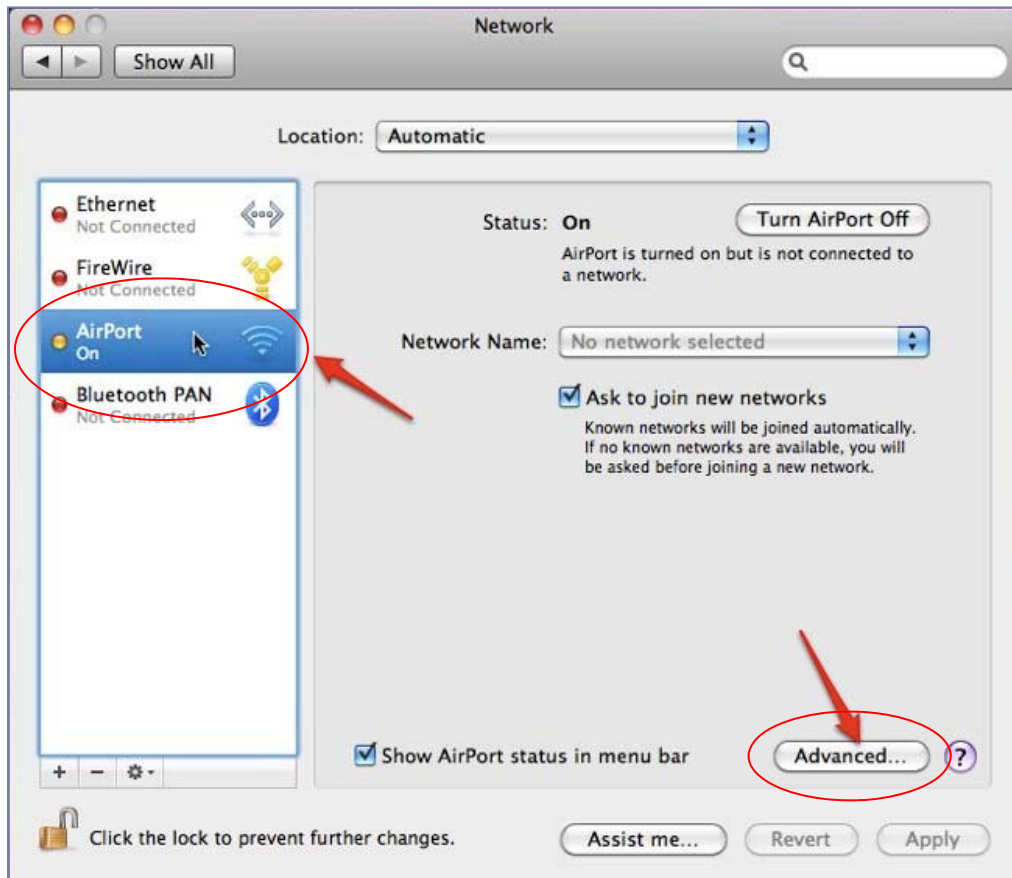 Network
Show All
Location: Automatic
Ethernet
Not Connected
FireWire
Not Connected
AirPort
On
Bluetooth PAN
Not Connected
Status: On
Turn AirPort Off
AirPort is turned on but is not connected to
a network.
Network Name: No network selected
Ask to join new networks
Known networks will be joined automatically.
If no known networks are available, you will
be asked before joining a new network.
Show AirPort status in menu bar
Advanced...
?
Click the lock to prevent further changes.
Assist me...
Revert
Apply